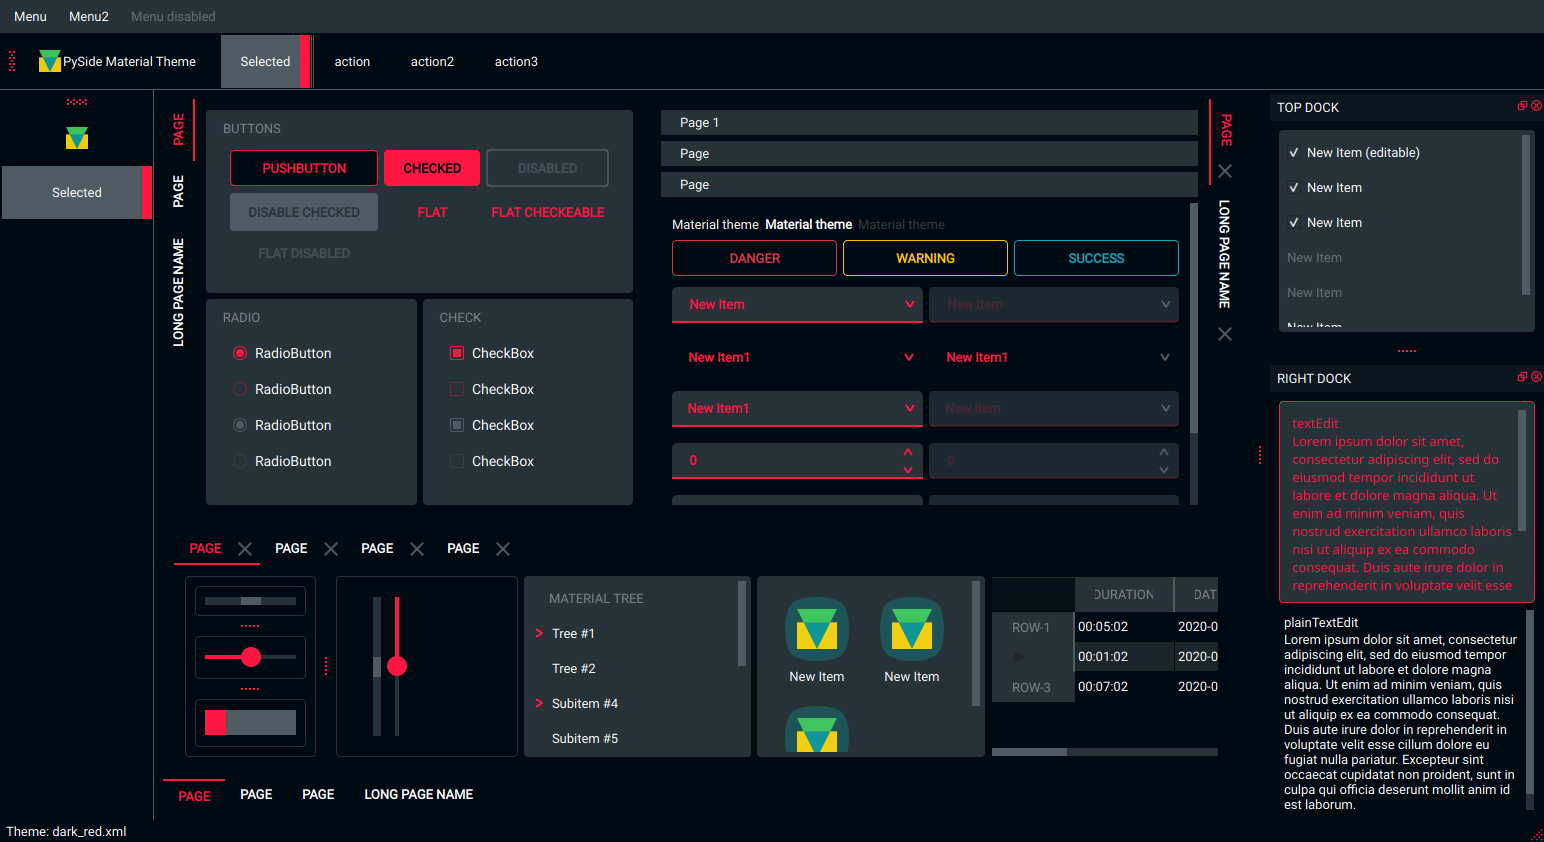 Menu Menu2 Menu disabled
PySide Material Theme Selected action action2 action3
Selected
PAGE
PAGE
LONG PAGE NAME
BUTTONS
PUSHBUTTON CHECKED DISABLED
DISABLE CHECKED FLAT FLAT CHECKEABLE
FLAT DISABLED
RADIO
RadioButton
RadioButton
RadioButton
RadioButton
CHECK
CheckBox
CheckBox
CheckBox
CheckBox
Page 1
Page
Page
Material theme Material theme Material theme
DANGER WARNING SUCCESS
New Item New Item
New Item1 New Item1
New Item1 New Item
0 0
PAGE
LONG PAGE NAME
TOP DOCK
New Item (editable)
New Item
New Item
New Item
New Item
New Item
RIGHT DOCK
textEdit
Lorem ipsum dolor sit amet,
consectetur adipiscing elit, sed do
eiusmod tempor incididunt ut
labore et dolore magna aliqua. Ut
enim ad minim veniam, quis
nostrud exercitation ullamco laboris
nisi ut aliquip ex ea commodo
consequat. Duis aute irure dolor in
reprehenderit in voluptate velit esse
plainTextEdit
Lorem ipsum dolor sit amet, consectetur
adipiscing elit, sed do eiusmod tempor
incididunt ut labore et dolore magna
aliqua. Ut enim ad minim veniam, quis
nostrud exercitation ullamco laboris nisi
ut aliquip ex ea commodo consequat.
Duis aute irure dolor in reprehenderit in
voluptate velit esse cillum dolore eu
fugiat nulla pariatur. Excepteur sint
occaecat cupidatat non proident, sunt in
culpa qui officia deserunt mollit anim id
est laborum.
PAGE PAGE PAGE PAGE
MATERIAL TREE
Tree #1
Tree #2
Subitem #4
Subitem #5
New Item New Item
DURATION DAT
ROW-1 00:05:02 2020-0
00:01:02 2020-0
ROW-3 00:07:02 2020-0
PAGE PAGE PAGE LONG PAGE NAME
Theme: dark_red.xml